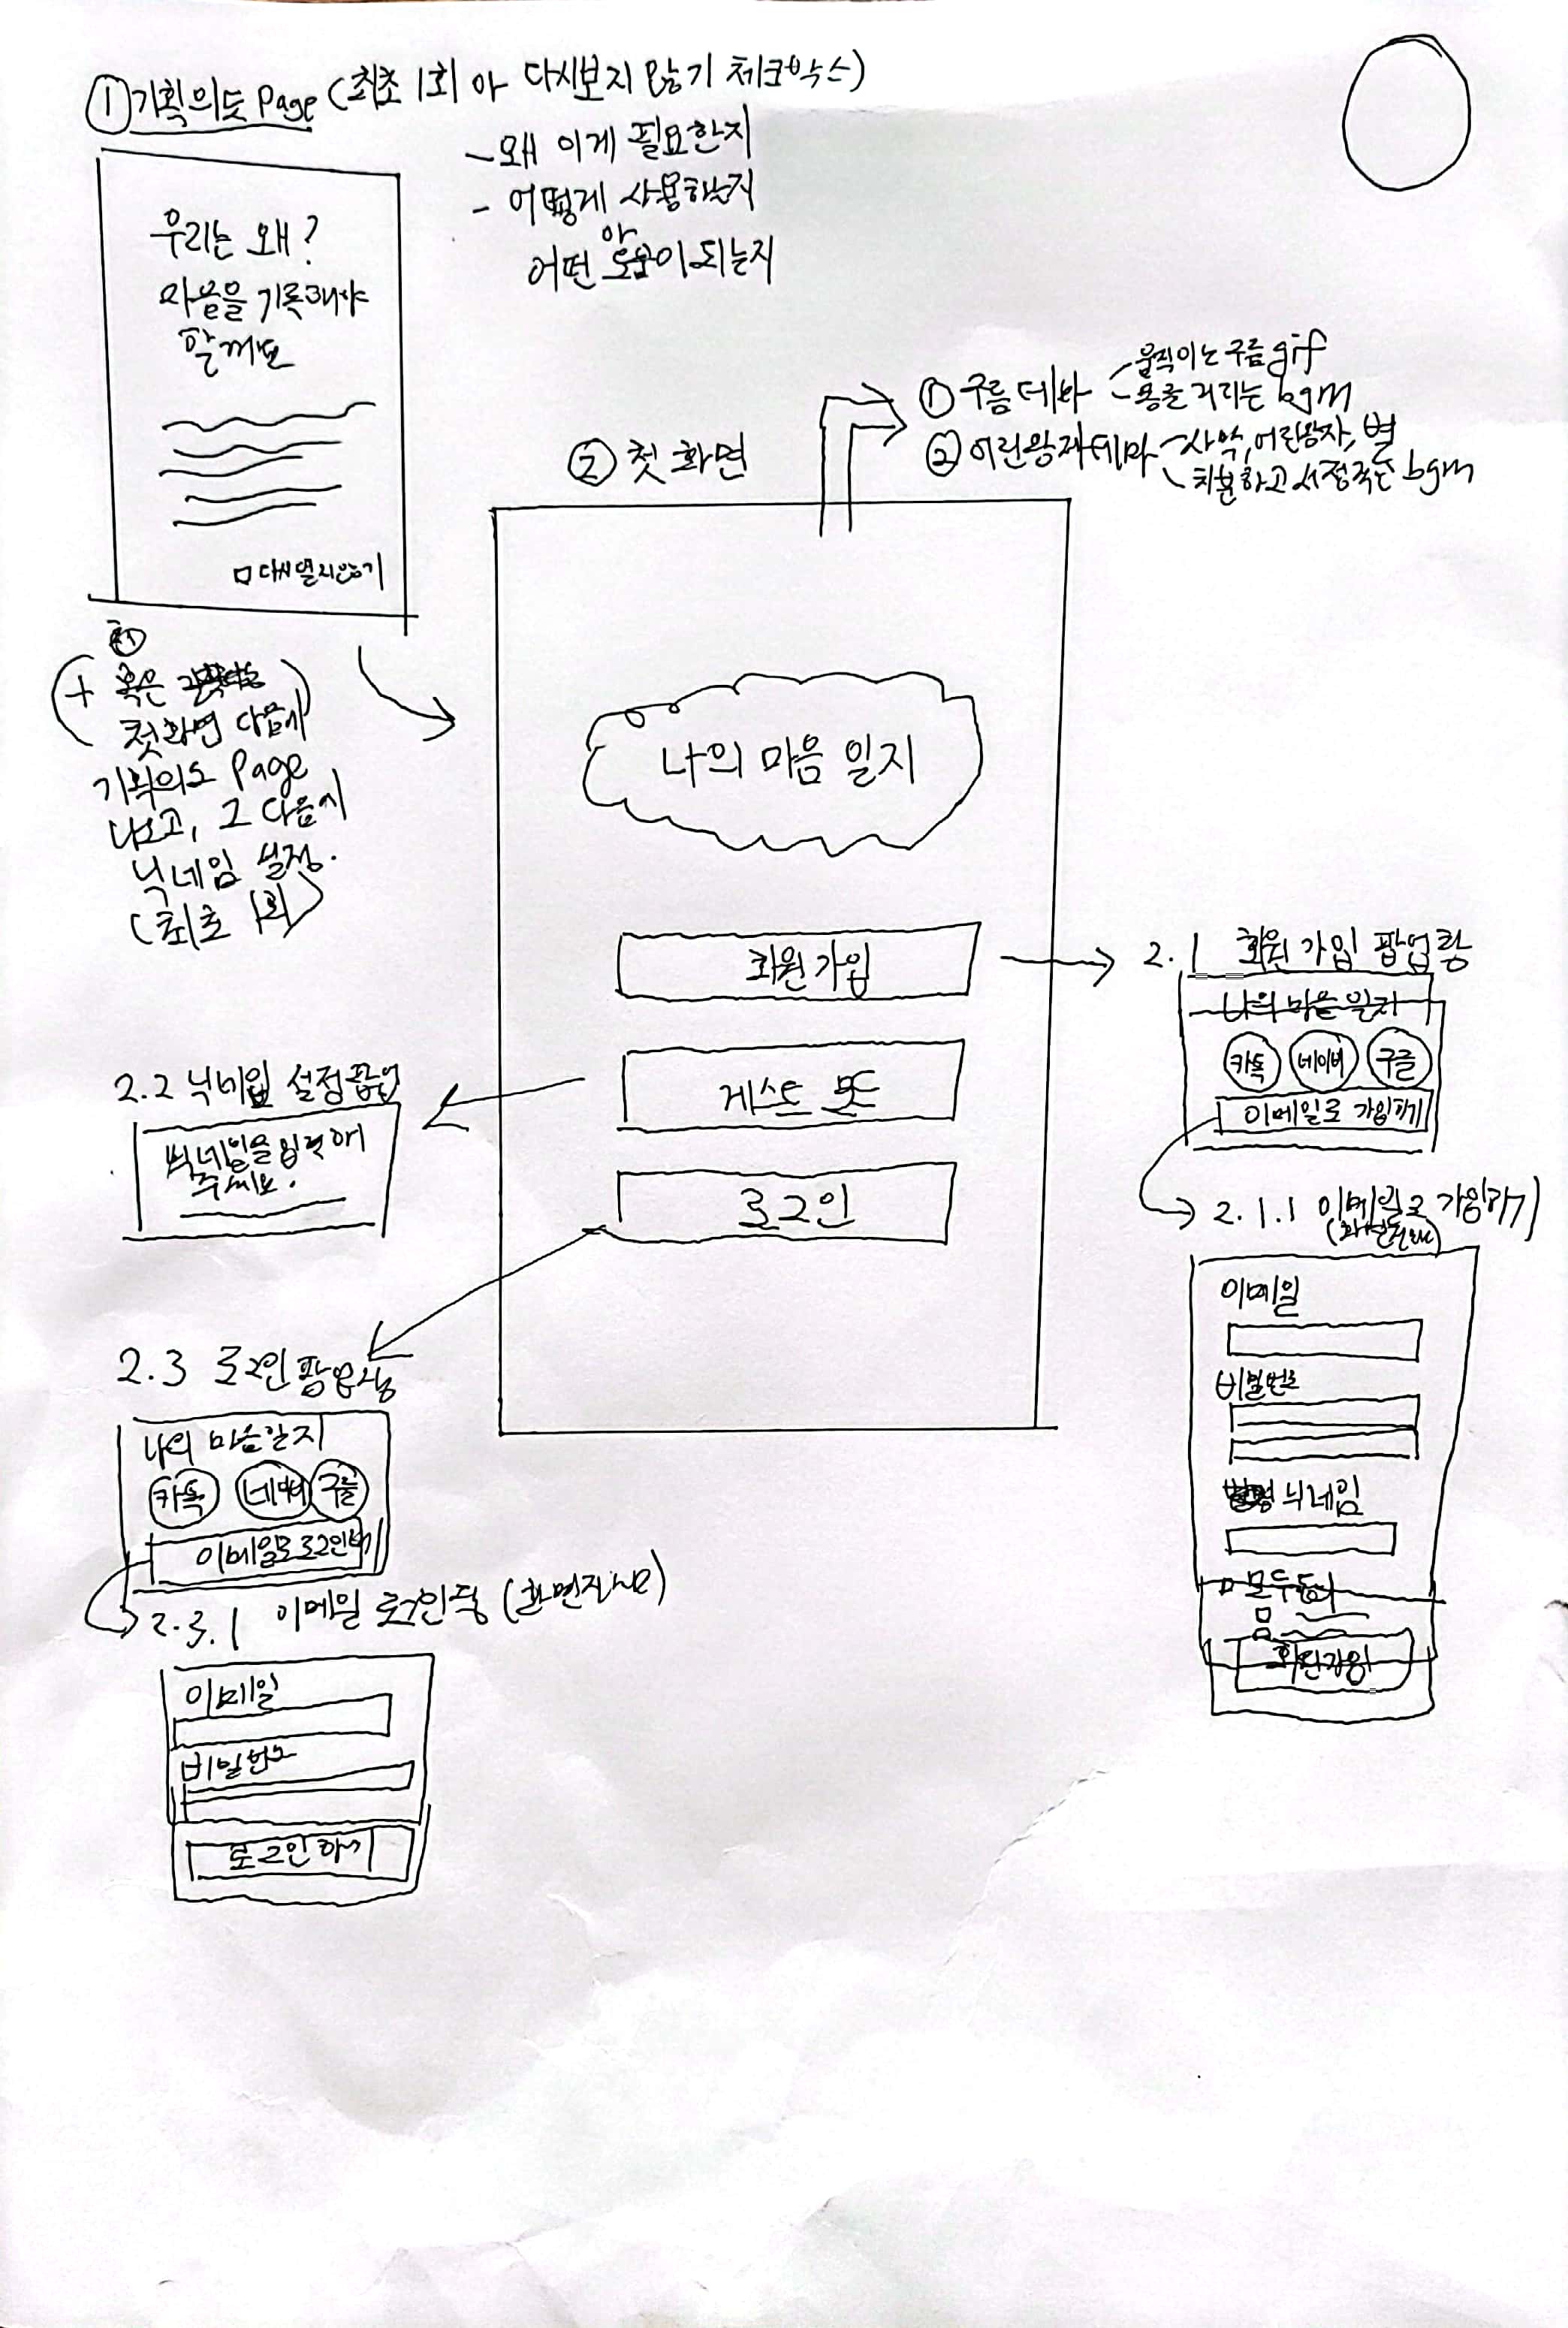 ① 기획의도 Page (최초 1회 아 다시보지 않기 체크박스)
- 왜 이게 필요한지
- 어떻게 사용하는지
아
어떤 도움이되는지
우리는 왜?
마음을 기록해야
할까요
□ 다시열지않기
+ 혹은
첫화면 다음에
기획의도 Page
나오고, 그 다음에
닉네임 설정.
(최초 1회)
② 첫 화면
① 구름 테마 - 움직이는 구름 gif
- 몽글거리는 bgm
② 어린왕자테마 - 사막, 어린왕자, 별
- 차분하고 서정적인 bgm
나의 마음 일지
회원가입
게스트 모드
로그인
2.1 회원가입 팝업창
나의 마음 일지
카톡 네이버 구글
이메일로 가입하기
2.1.1 이메일로 가입하기
(화면전환)
이메일
비밀번호
닉네임
□ 모두동의
회원가입
2.2 닉네임 설정팝업
닉네임을 입력해
주세요.
2.3 로그인 팝업창
나의 마음일지
카톡 네이버 구글
이메일로 로그인하기
2.3.1 이메일 로그인창 (화면전환)
이메일
비밀번호
로그인하기